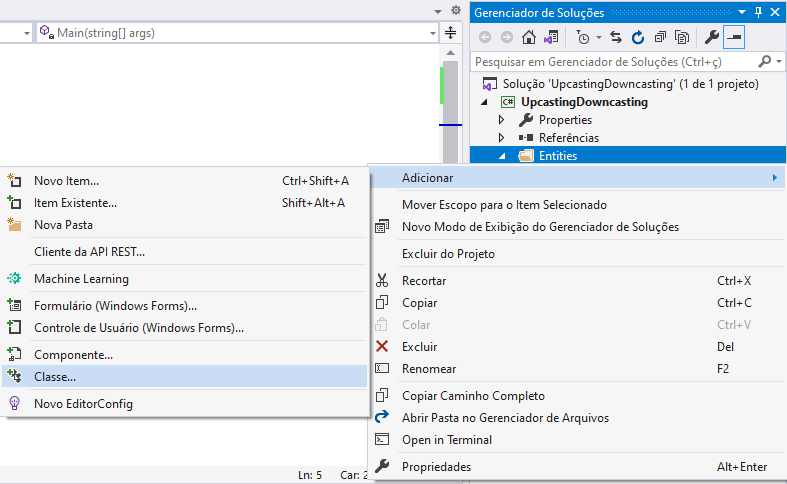 Main(string[] args)
Gerenciador de Soluções
Pesquisar em Gerenciador de Soluções (Ctrl+ç)
Solução 'UpcastingDowncasting' (1 de 1 projeto)
C# UpcastingDowncasting
Properties
Referências
Entities
Adicionar
Mover Escopo para o Item Selecionado
Novo Modo de Exibição do Gerenciador de Soluções
Excluir do Projeto
Recortar Ctrl+X
Copiar Ctrl+C
Colar Ctrl+V
Excluir Del
Renomear F2
Copiar Caminho Completo
Abrir Pasta no Gerenciador de Arquivos
Open in Terminal
Propriedades Alt+Enter
Novo Item... Ctrl+Shift+A
Item Existente... Shift+Alt+A
Nova Pasta
Cliente da API REST...
Machine Learning
Formulário (Windows Forms)...
Controle de Usuário (Windows Forms)...
Componente...
Classe...
Novo EditorConfig
Ln: 5 Car: 2